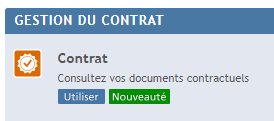 GESTION DU CONTRAT
Contrat
Consultez vos documents contractuels
Utiliser Nouveauté